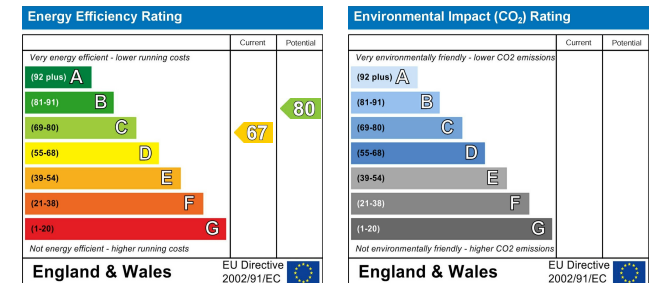 Energy Efficiency Rating
Current Potential
Very energy efficient - lower running costs
(92 plus) A
(81-91) B
(69-80) C
(55-68) D
(39-54) E
(21-38) F
(1-20) G
67
80
Not energy efficient - higher running costs
England & Wales
EU Directive
2002/91/EC
Environmental Impact (CO₂) Rating
Current Potential
Very environmentally friendly - lower CO2 emissions
(92 plus) A
(81-91) B
(69-80) C
(55-68) D
(39-54) E
(21-38) F
(1-20) G
Not environmentally friendly - higher CO2 emissions
England & Wales
EU Directive
2002/91/EC